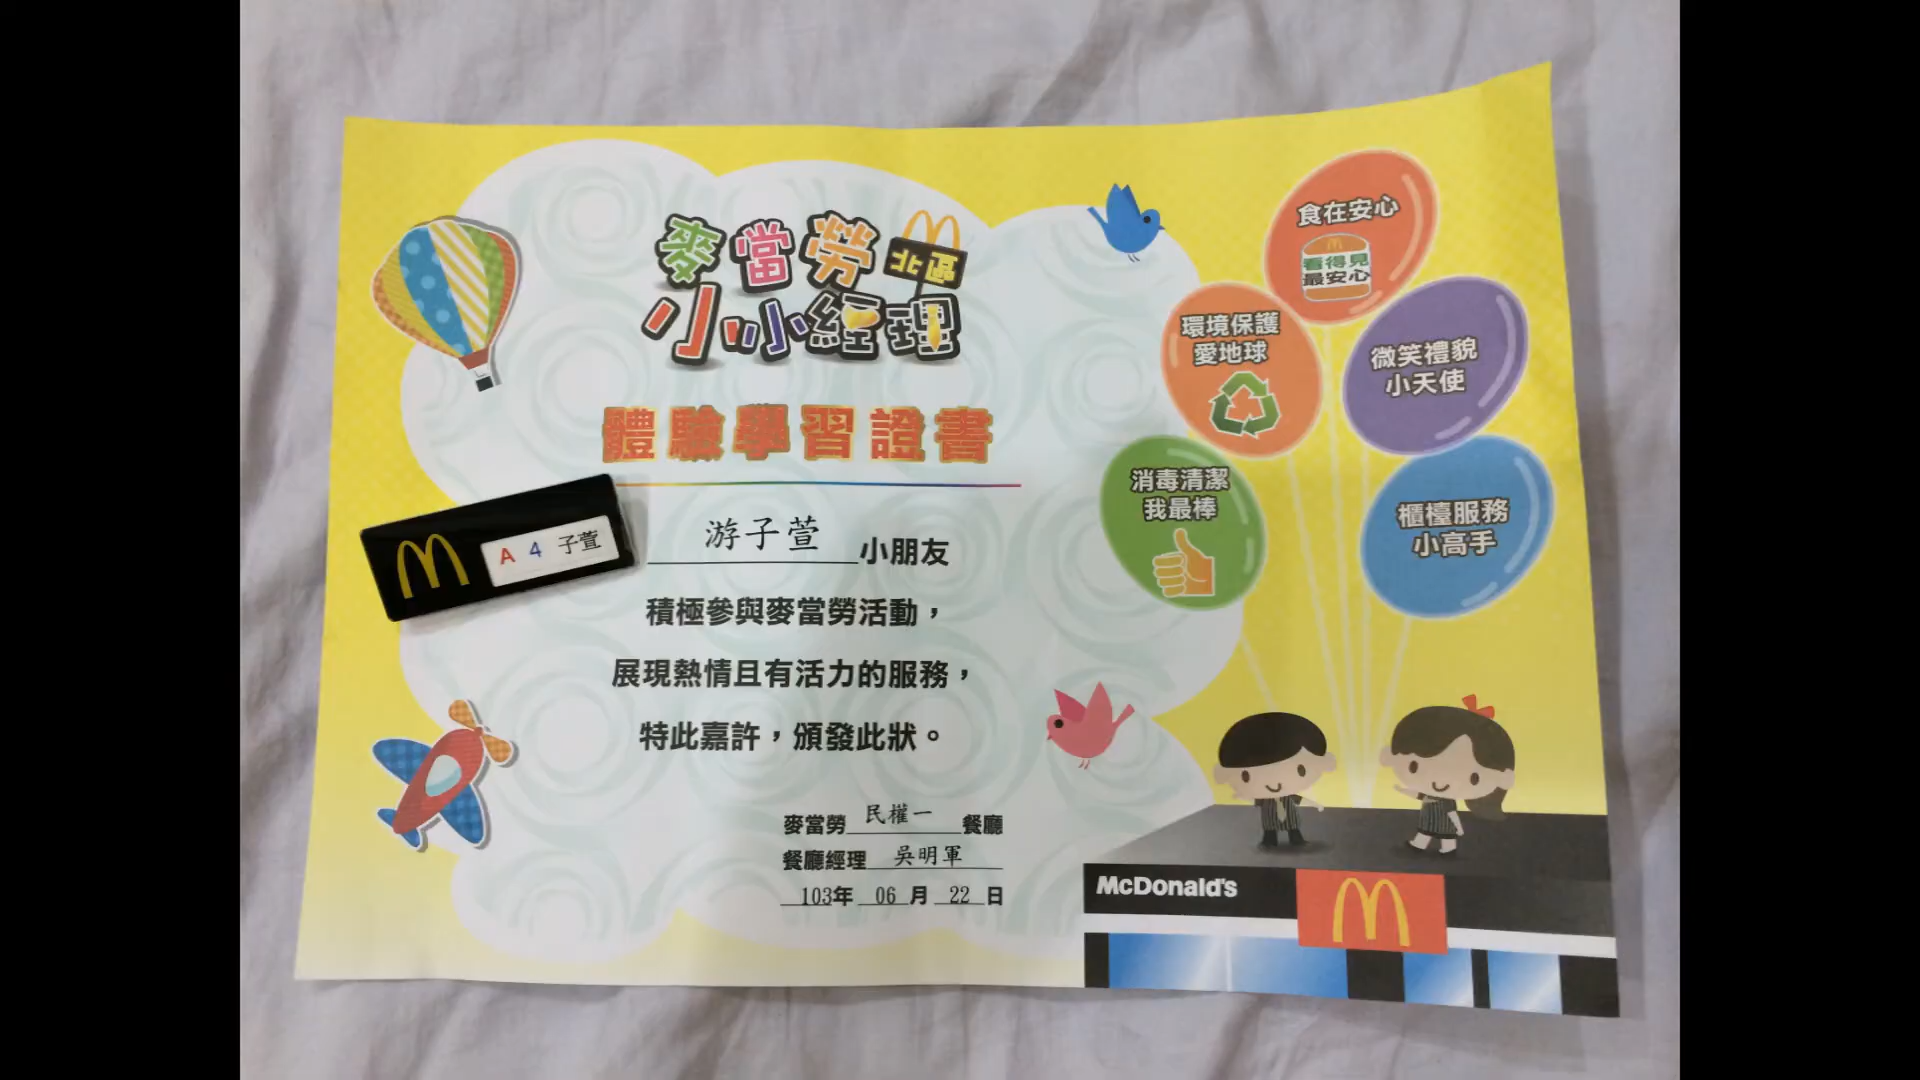 麥當勞北區
小小經理
體驗學習證書
A 4 子萱
游子萱小朋友
積極參與麥當勞活動，
展現熱情且有活力的服務，
特此嘉許，頒發此狀。
麥當勞民權一餐廳
餐廳經理 吳明軍
103年 06 月 22 日
食在安心
看得見
最安心
環境保護
愛地球
微笑禮貌
小天使
消毒清潔
我最棒
櫃檯服務
小高手
McDonald's